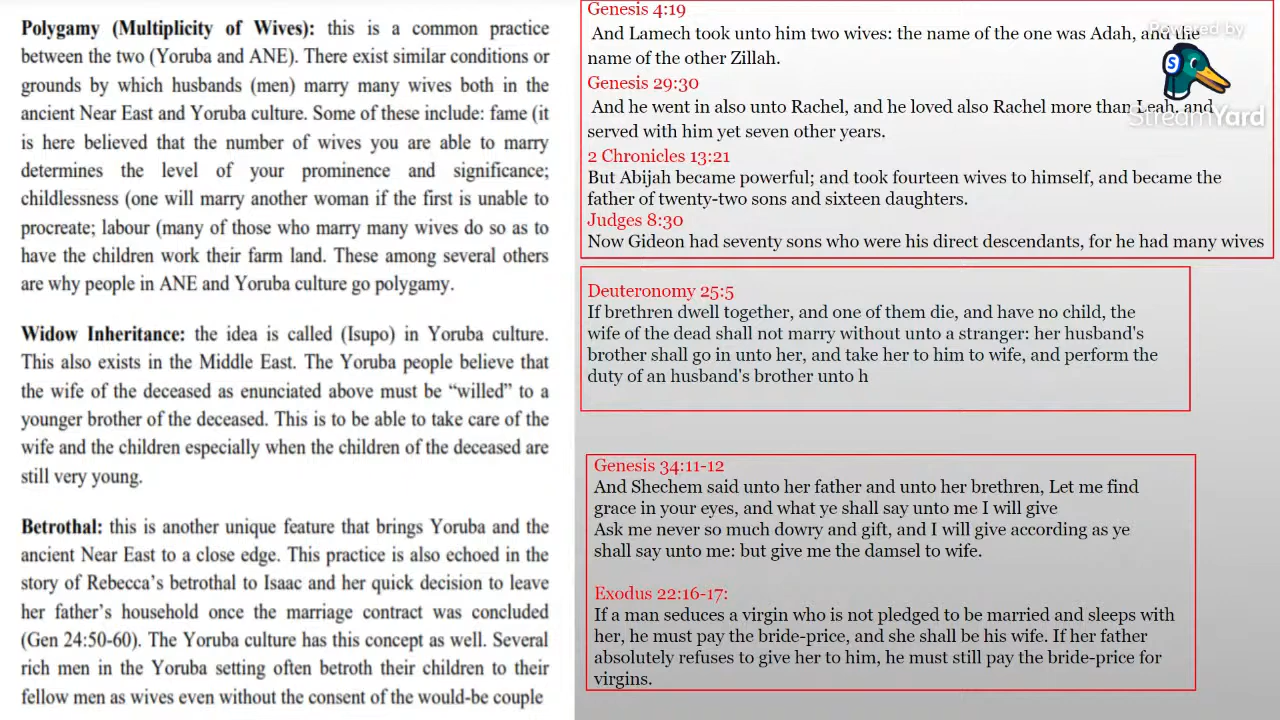 Polygamy (Multiplicity of Wives): this is a common practice
between the two (Yoruba and ANE). There exist similar conditions or
grounds by which husbands (men) marry many wives both in the
ancient Near East and Yoruba culture. Some of these include: fame (it
is here believed that the number of wives you are able to marry
determines the level of your prominence and significance;
childlessness (one will marry another woman if the first is unable to
procreate; labour (many of those who marry many wives do so as to
have the children work their farm land. These among several others
are why people in ANE and Yoruba culture go polygamy.
Widow Inheritance: the idea is called (Isupo) in Yoruba culture.
This also exists in the Middle East. The Yoruba people believe that
the wife of the deceased as enunciated above must be “willed” to a
younger brother of the deceased. This is to be able to take care of the
wife and the children especially when the children of the deceased are
still very young.
Betrothal: this is another unique feature that brings Yoruba and the
ancient Near East to a close edge. This practice is also echoed in the
story of Rebecca’s betrothal to Isaac and her quick decision to leave
her father’s household once the marriage contract was concluded
(Gen 24:50-60). The Yoruba culture has this concept as well. Several
rich men in the Yoruba setting often betroth their children to their
fellow men as wives even without the consent of the would-be couple
Genesis 4:19
And Lamech took unto him two wives: the name of the one was Adah, and the
name of the other Zillah.
Genesis 29:30
And he went in also unto Rachel, and he loved also Rachel more than Leah, and
served with him yet seven other years.
2 Chronicles 13:21
But Abijah became powerful; and took fourteen wives to himself, and became the
father of twenty-two sons and sixteen daughters.
Judges 8:30
Now Gideon had seventy sons who were his direct descendants, for he had many wives
Deuteronomy 25:5
If brethren dwell together, and one of them die, and have no child, the
wife of the dead shall not marry without unto a stranger: her husband's
brother shall go in unto her, and take her to him to wife, and perform the
duty of an husband's brother unto h
Genesis 34:11-12
And Shechem said unto her father and unto her brethren, Let me find
grace in your eyes, and what ye shall say unto me I will give
Ask me never so much dowry and gift, and I will give according as ye
shall say unto me: but give me the damsel to wife.
Exodus 22:16-17:
If a man seduces a virgin who is not pledged to be married and sleeps with
her, he must pay the bride-price, and she shall be his wife. If her father
absolutely refuses to give her to him, he must still pay the bride-price for
virgins.
Powered by
S
StreamYard